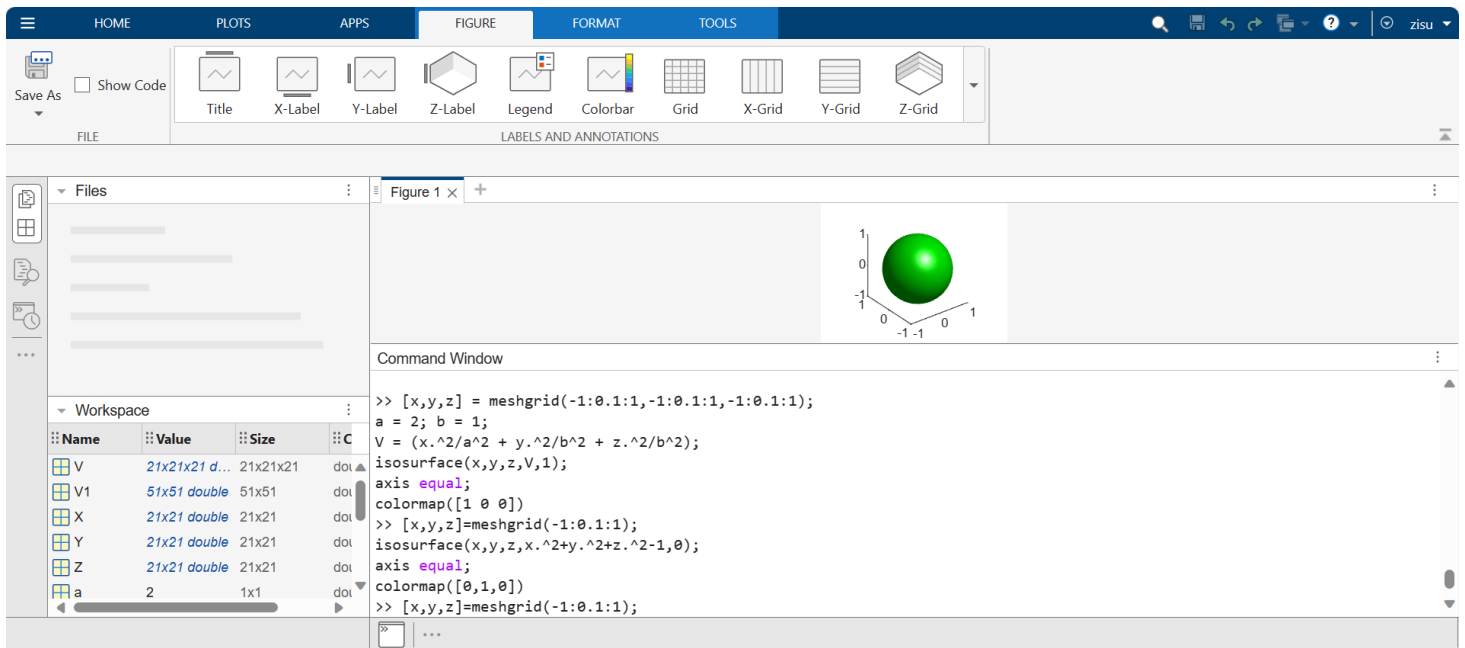 HOME PLOTS APPS FIGURE FORMAT TOOLS zisu
Save As
Show Code
Title X-Label Y-Label Z-Label Legend Colorbar Grid X-Grid Y-Grid Z-Grid
FILE LABELS AND ANNOTATIONS
Files
Figure 1
1
0
-1
1
0
-1 -1
0
1
Command Window
>> [x,y,z] = meshgrid(-1:0.1:1,-1:0.1:1,-1:0.1:1);
a = 2; b = 1;
V = (x.^2/a^2 + y.^2/b^2 + z.^2/b^2);
isosurface(x,y,z,V,1);
axis equal;
colormap([1 0 0])
>> [x,y,z]=meshgrid(-1:0.1:1);
isosurface(x,y,z,x.^2+y.^2+z.^2-1,0);
axis equal;
colormap([0,1,0])
>> [x,y,z]=meshgrid(-1:0.1:1);
Workspace
Name Value Size C
V 21x21x21 d... 21x21x21 dou
V1 51x51 double 51x51 dou
X 21x21 double 21x21 dou
Y 21x21 double 21x21 dou
Z 21x21 double 21x21 dou
a 2 1x1 dou